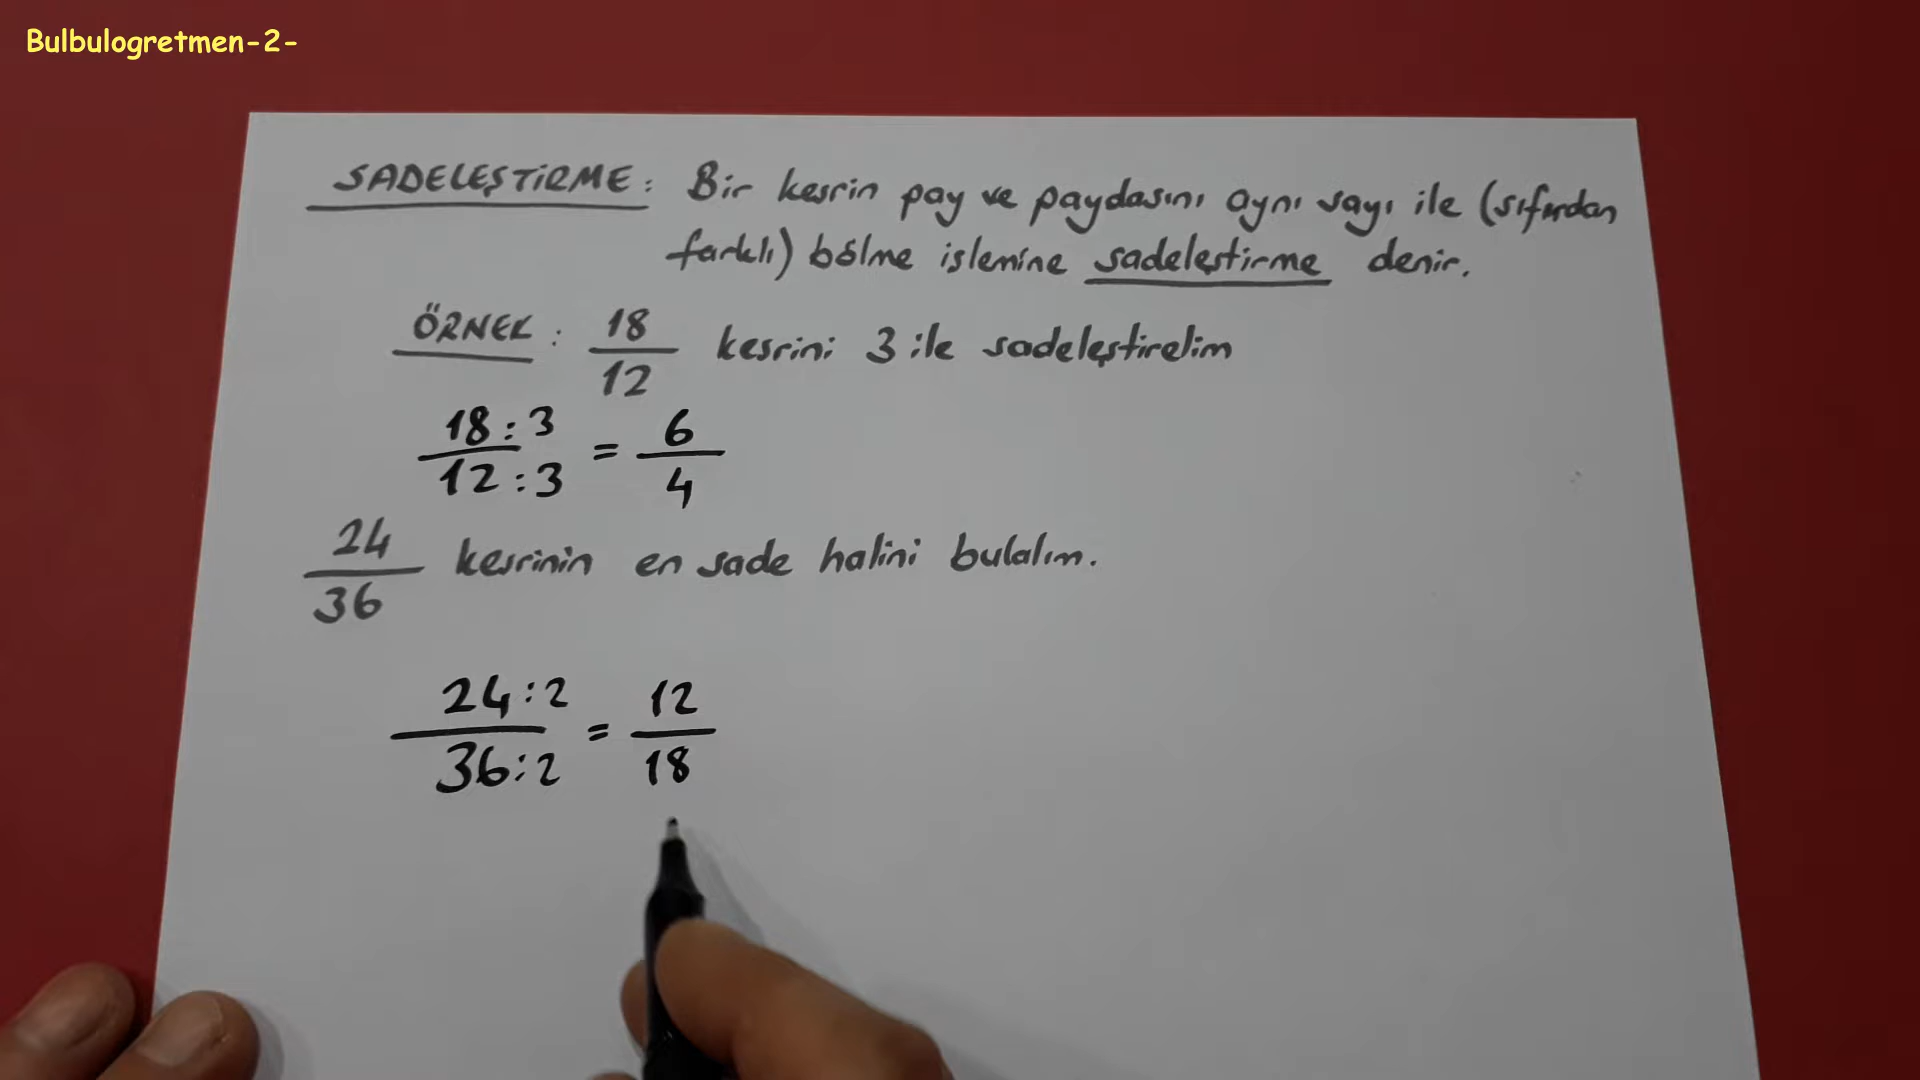 Bulbulogretmen-2-
SADELEŞTİRME: Bir kesrin pay ve paydasını aynı sayı ile (sıfırdan
farklı) bölme islemine sadelestirme denir.
ÖRNEK: 18/12 kesrini 3 ile sadeleştirelim
18:3/12:3 = 6/4
24/36 kesrinin en sade halini bulalım.
24:2/36:2 = 12/18